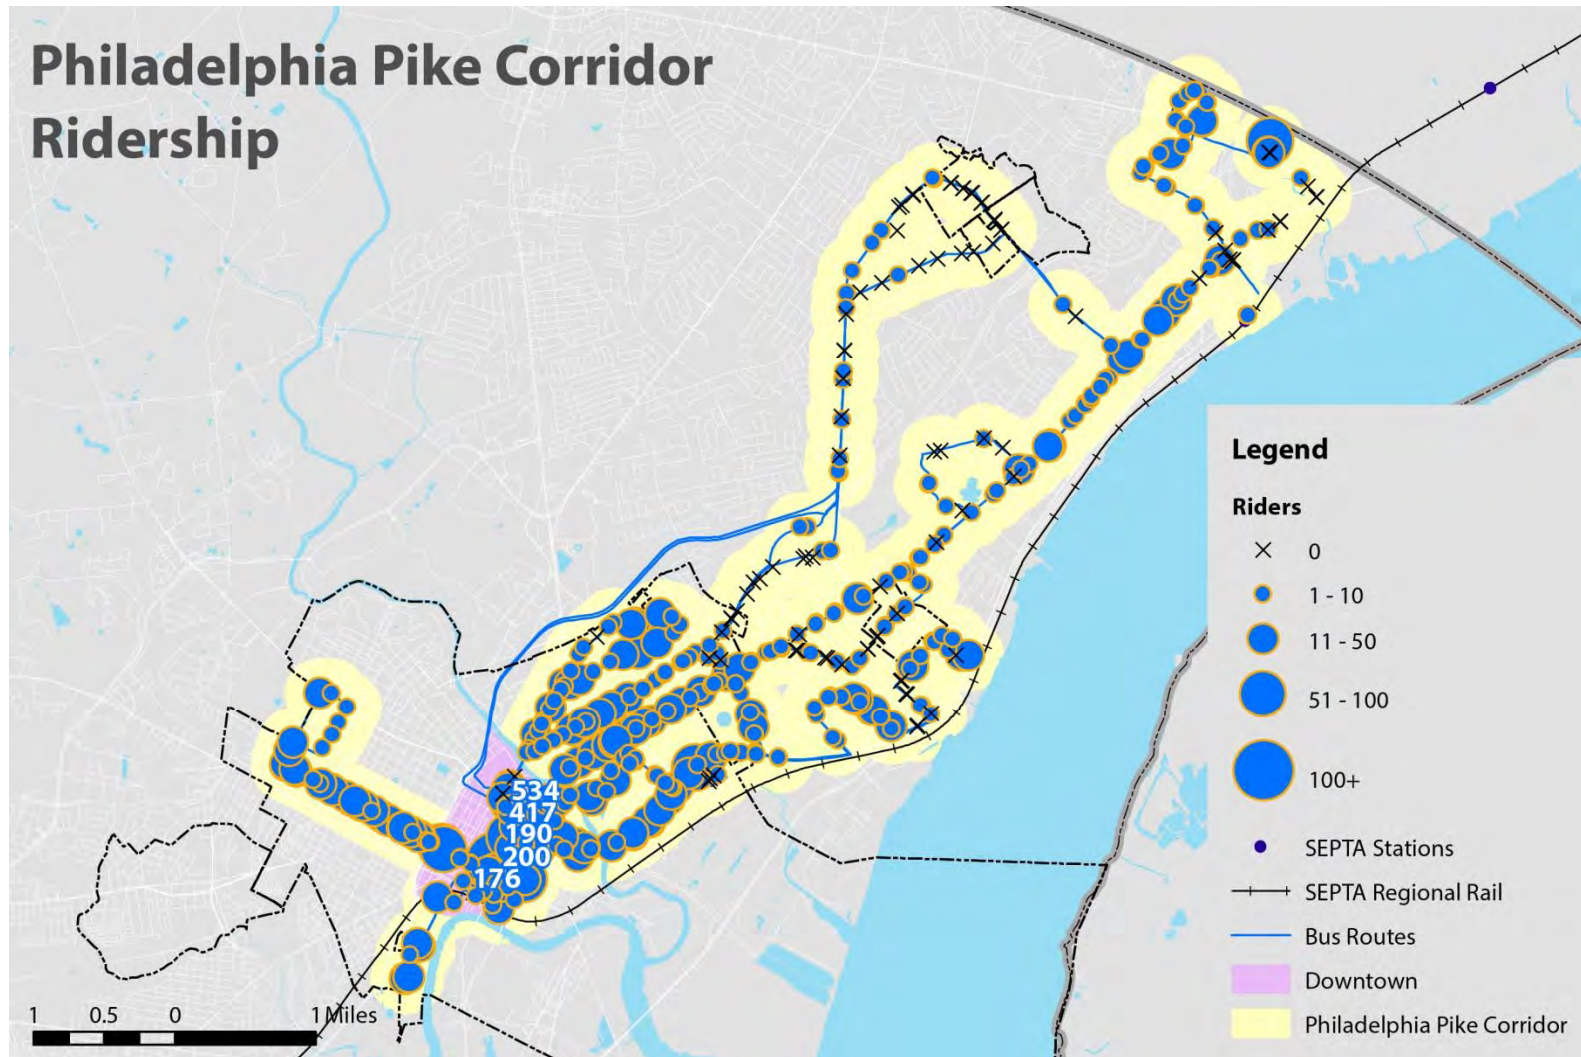 Philadelphia Pike Corridor
Ridership
534
417
190
200
176
Legend
Riders
0
1 - 10
11 - 50
51 - 100
100+
SEPTA Stations
SEPTA Regional Rail
Bus Routes
Downtown
Philadelphia Pike Corridor
1 0.5 0 1 Miles